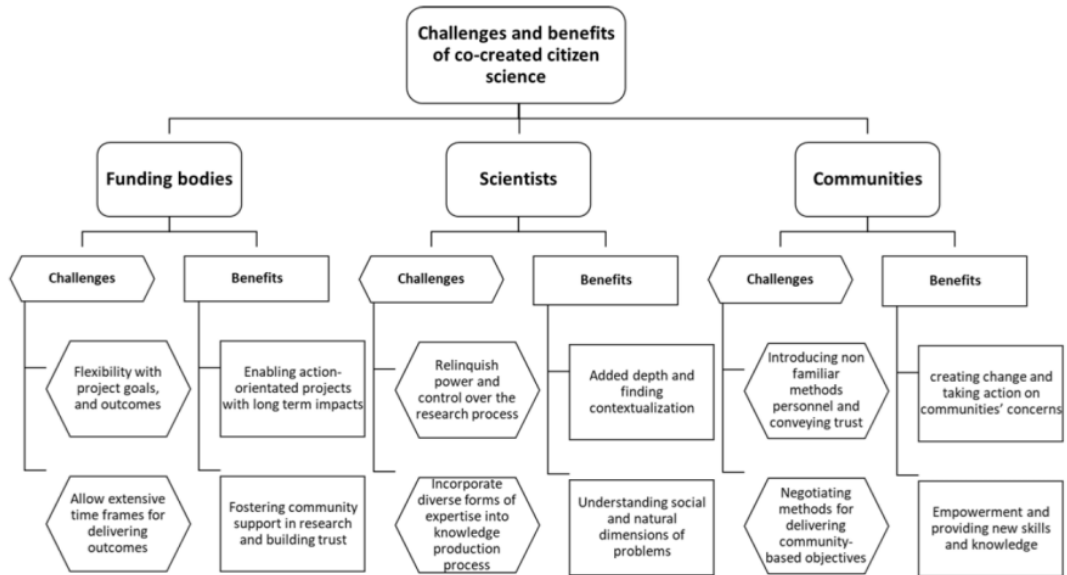 Challenges and benefits
of co-created citizen
science
Funding bodies
Scientists
Communities
Challenges
Benefits
Challenges
Benefits
Challenges
Benefits
Flexibility with
project goals,
and outcomes
Enabling action-
orientated projects
with long term impacts
Relinquish
power and
control over the
research process
Added depth and
finding
contextualization
Introducing non
familiar
methods
personnel and
conveying trust
creating change and
taking action on
communities’ concerns
Allow extensive
time frames for
delivering
outcomes
Fostering community
support in research
and building trust
Incorporate
diverse forms of
expertise into
knowledge
production
process
Understanding social
and natural
dimensions of
problems
Negotiating
methods for
delivering
community-
based objectives
Empowerment and
providing new skills
and knowledge